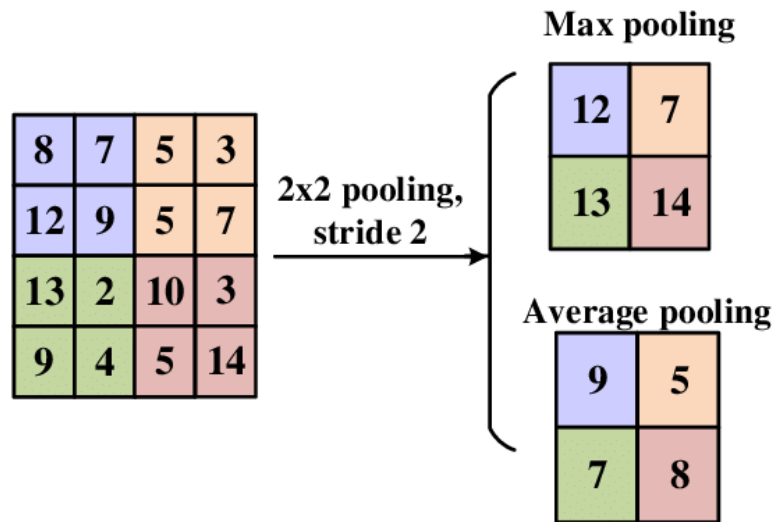 Max pooling
12 7
13 14
8 7 5 3
12 9 5 7
13 2 10 3
9 4 5 14
2x2 pooling,
stride 2
Average pooling
9 5
7 8